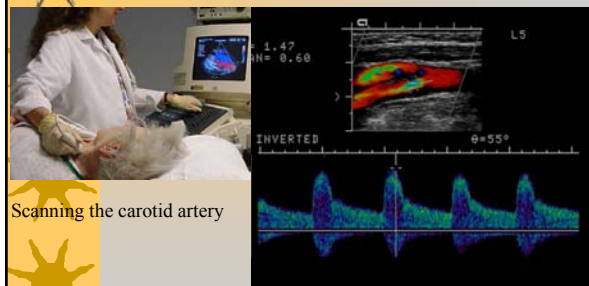 L5
= 1.47
AN= 0.60
INVERTED θ=55°
Scanning the carotid artery